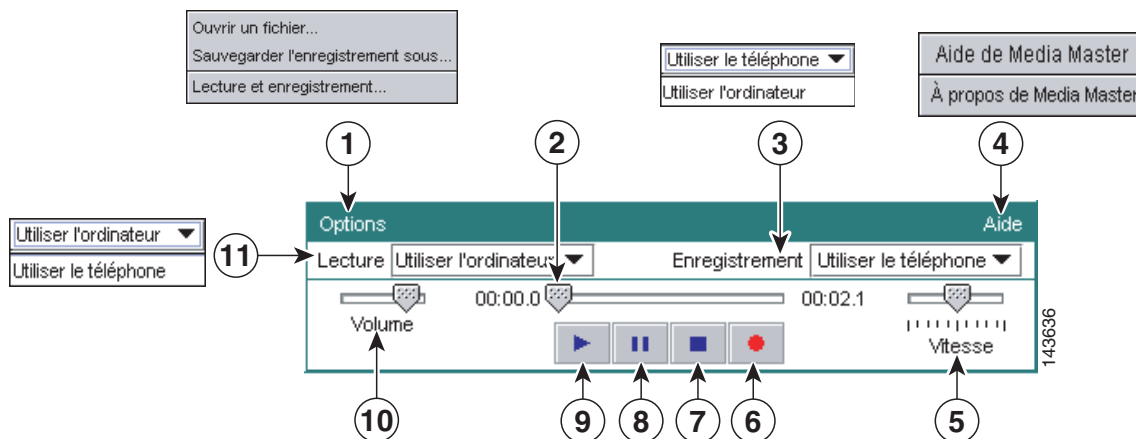 Ouvrir un fichier...
Sauvegarder l'enregistrement sous...
Lecture et enregistrement...
Utiliser le téléphone
Utiliser l'ordinateur
Aide de Media Master
À propos de Media Master
1
2
3
4
Options
Aide
Utiliser l'ordinateur
Utiliser le téléphone
11
Lecture
Utiliser l'ordinateur
Enregistrement
Utiliser le téléphone
00:00.0
00:02.1
Volume
Vitesse
143636
10
9
8
7
6
5